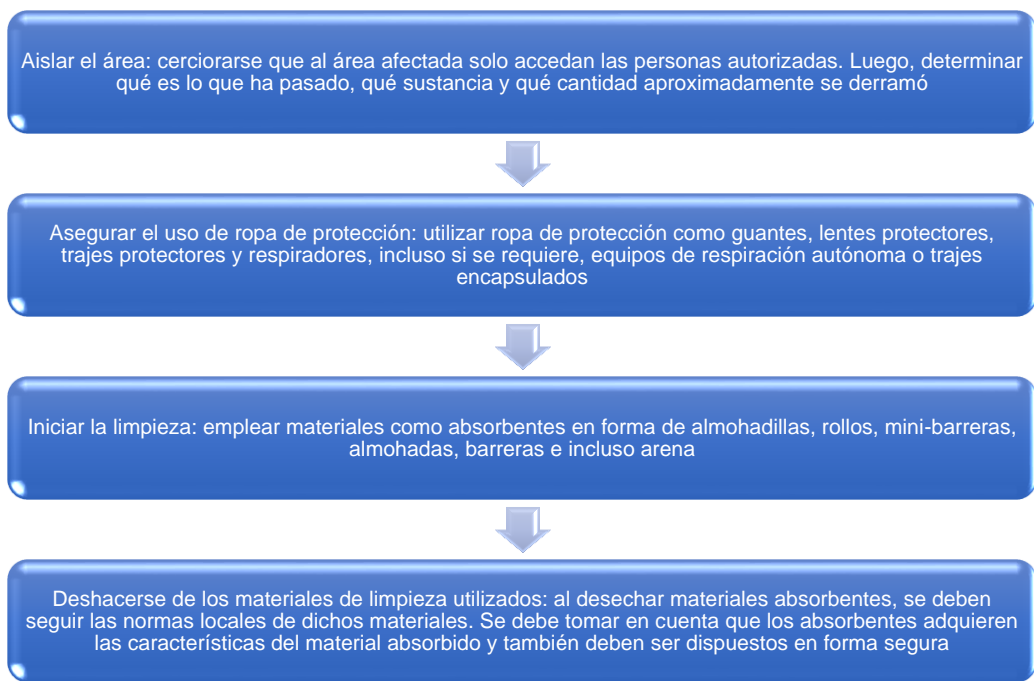 Aislar el área: cerciorarse que al área afectada solo accedan las personas autorizadas. Luego, determinar
qué es lo que ha pasado, qué sustancia y qué cantidad aproximadamente se derramó
Asegurar el uso de ropa de protección: utilizar ropa de protección como guantes, lentes protectores,
trajes protectores y respiradores, incluso si se requiere, equipos de respiración autónoma o trajes
encapsulados
Iniciar la limpieza: emplear materiales como absorbentes en forma de almohadillas, rollos, mini-barreras,
almohadas, barreras e incluso arena
Deshacerse de los materiales de limpieza utilizados: al desechar materiales absorbentes, se deben
seguir las normas locales de dichos materiales. Se debe tomar en cuenta que los absorbentes adquieren
las características del material absorbido y también deben ser dispuestos en forma segura